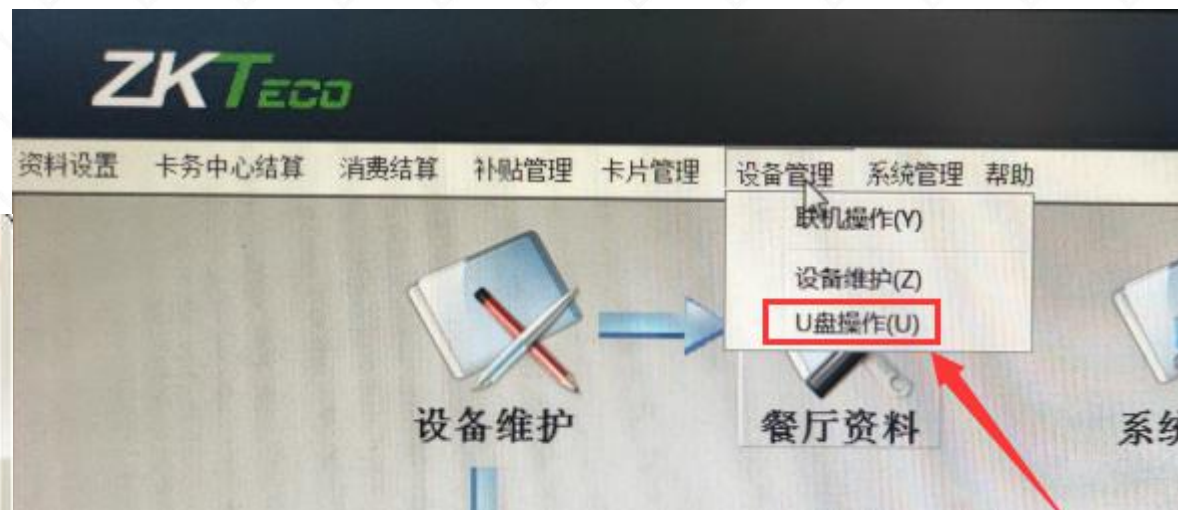 ZKTECO
资料设置 卡务中心结算 消费结算 补贴管理 卡片管理 设备管理 系统管理 帮助
联机操作(Y)
设备维护(Z)
U盘操作(U)
设备维护 餐厅资料 系统